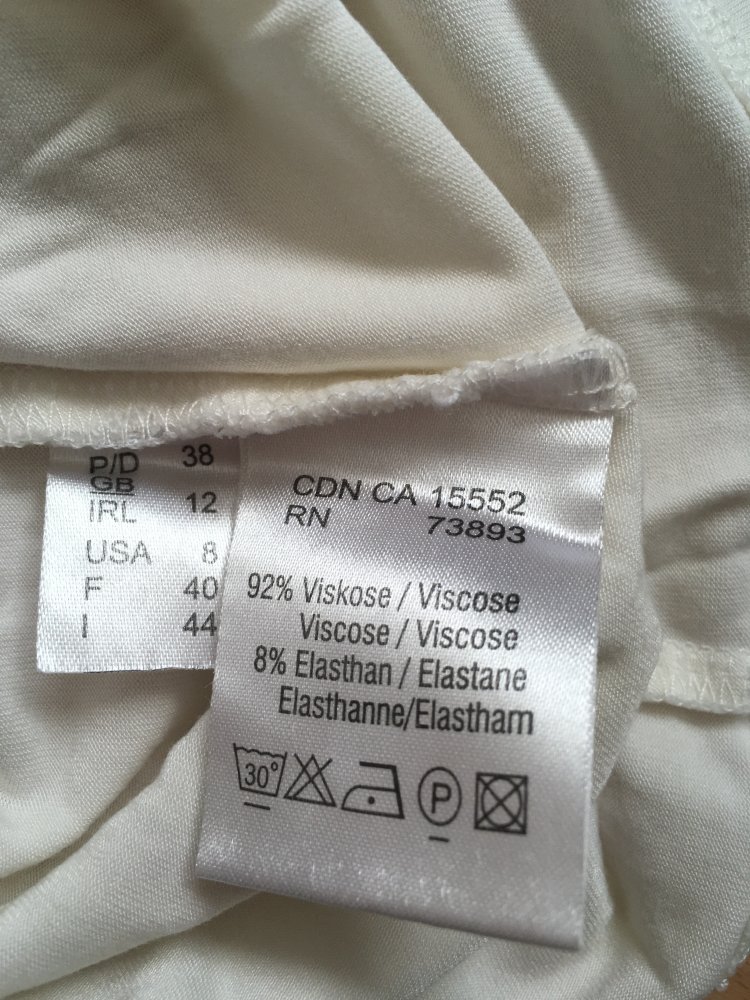 P/D 38
GB
IRL 12
USA 8
F 40
I 44
CDN CA 15552
RN 73893
92% Viskose / Viscose
Viscose / Viscose
8% Elasthan / Elastane
Elasthanne/Elastham
30°
P